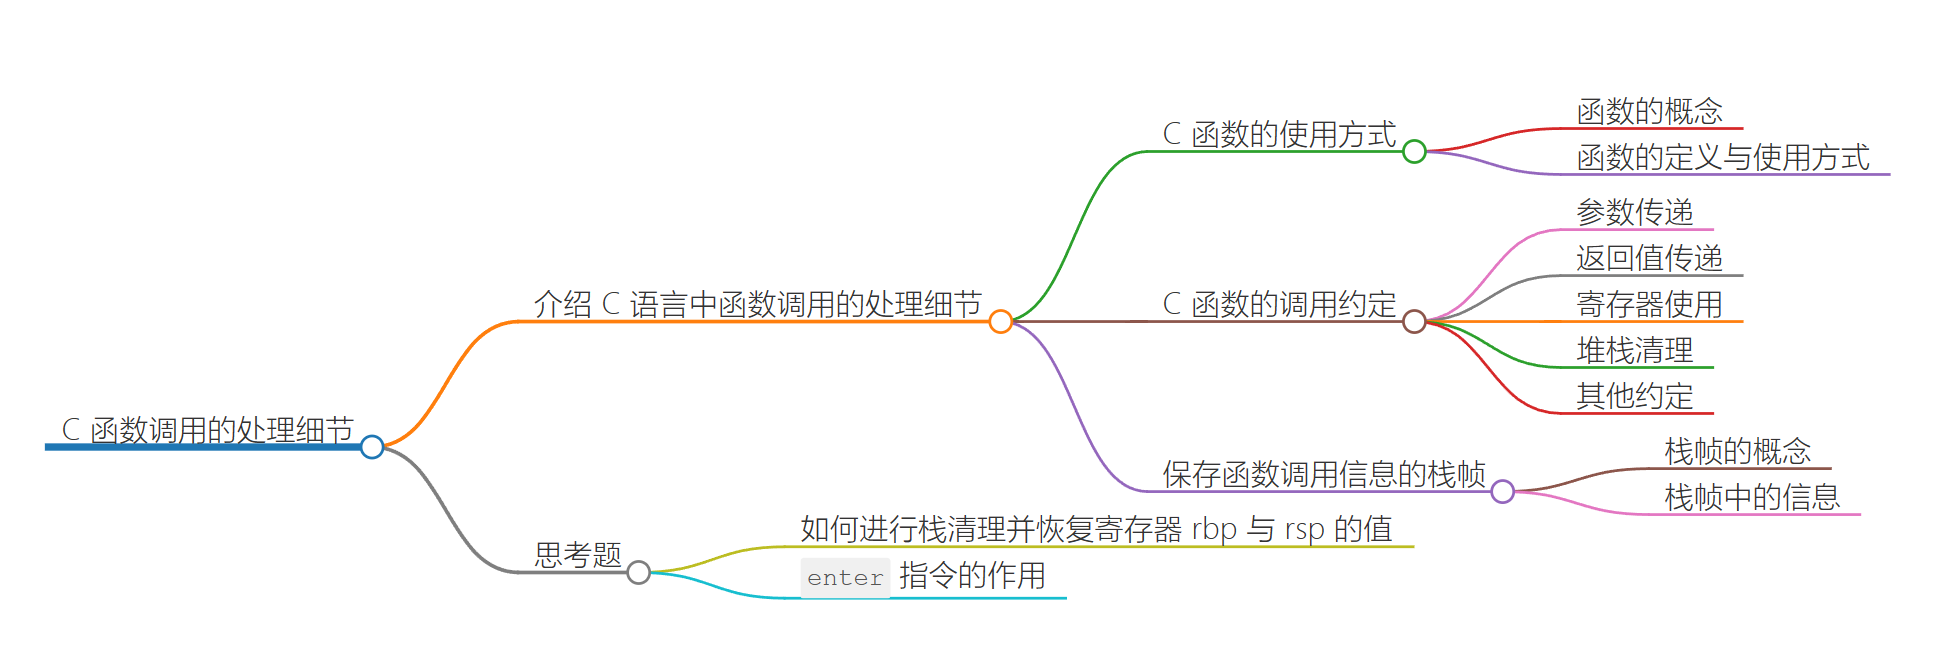 C 函数调用的处理细节
介绍 C 语言中函数调用的处理细节
C 函数的使用方式
函数的概念
函数的定义与使用方式
C 函数的调用约定
参数传递
返回值传递
寄存器使用
堆栈清理
其他约定
保存函数调用信息的栈帧
栈帧的概念
栈帧中的信息
思考题
如何进行栈清理并恢复寄存器 rbp 与 rsp 的值
enter 指令的作用